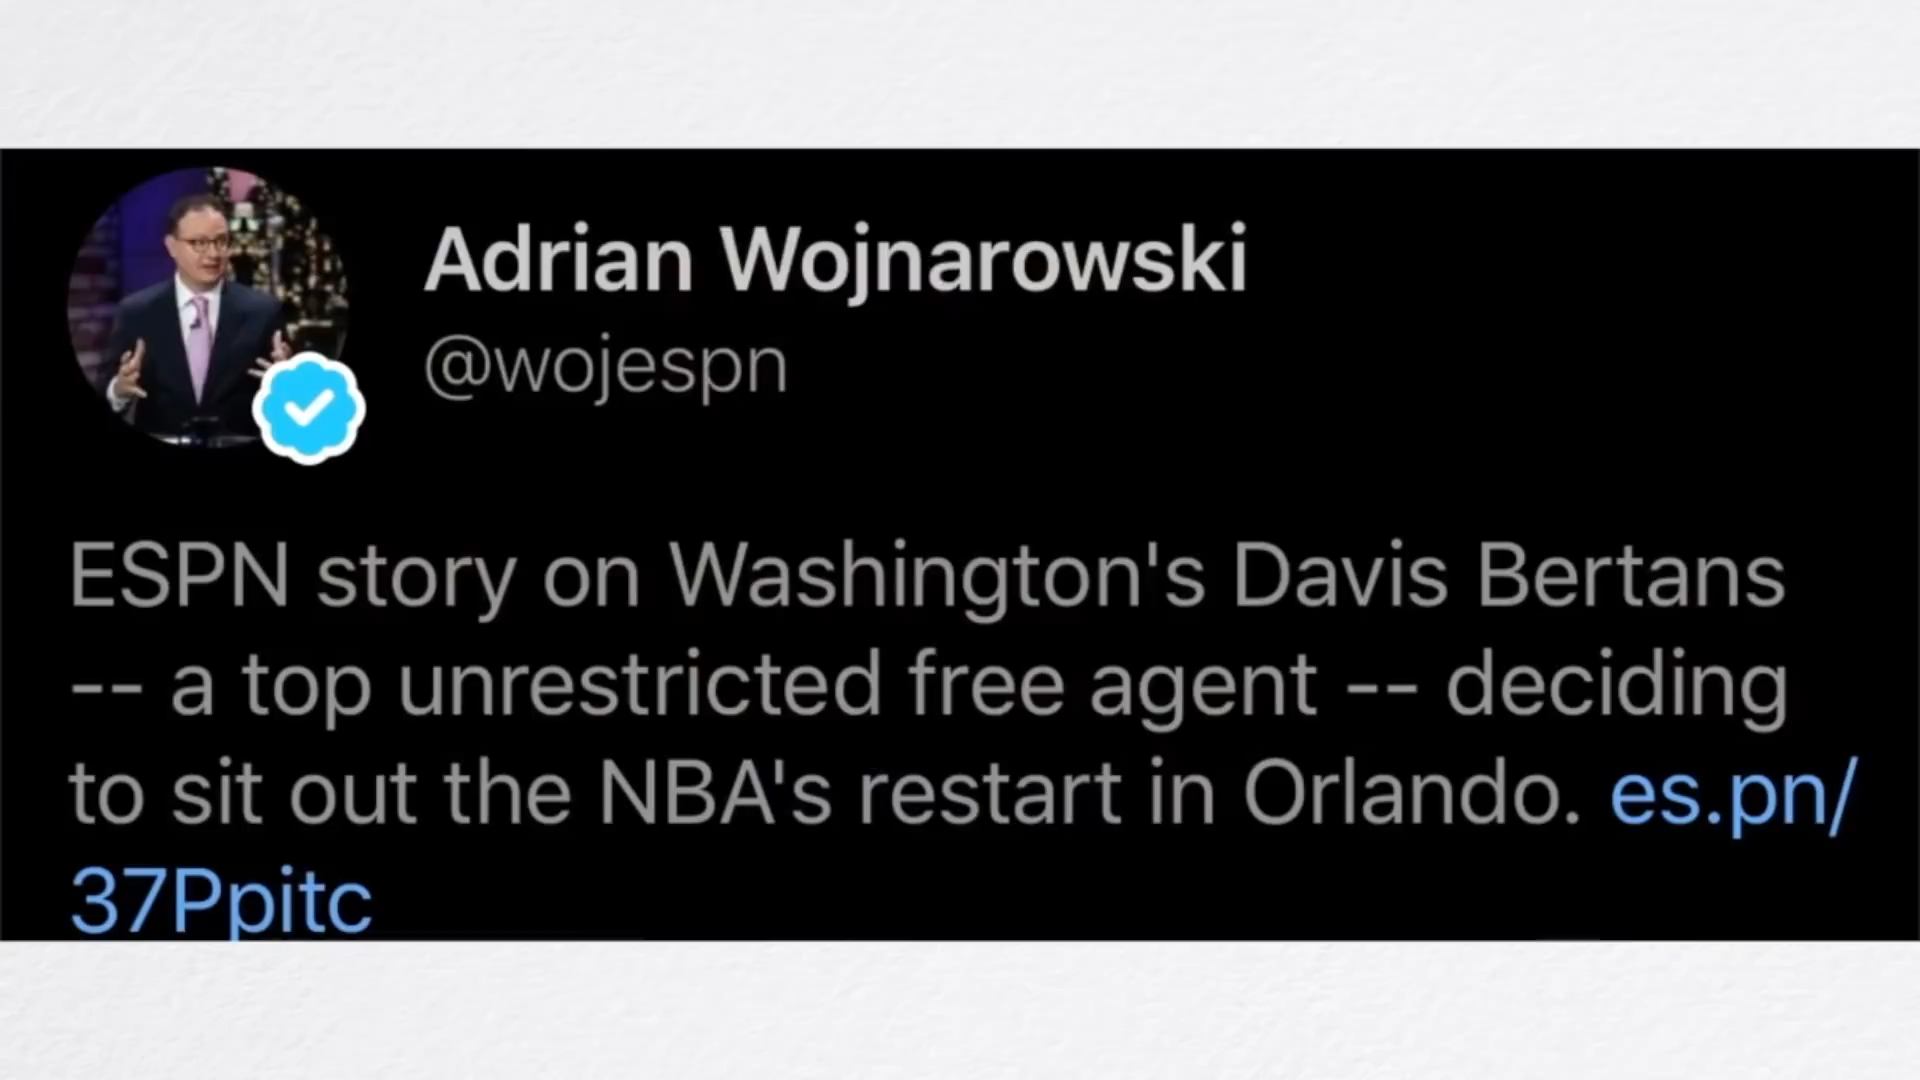 Adrian Wojnarowski
@wojespn
ESPN story on Washington's Davis Bertans
-- a top unrestricted free agent -- deciding
to sit out the NBA's restart in Orlando. es.pn/
37Ppitc